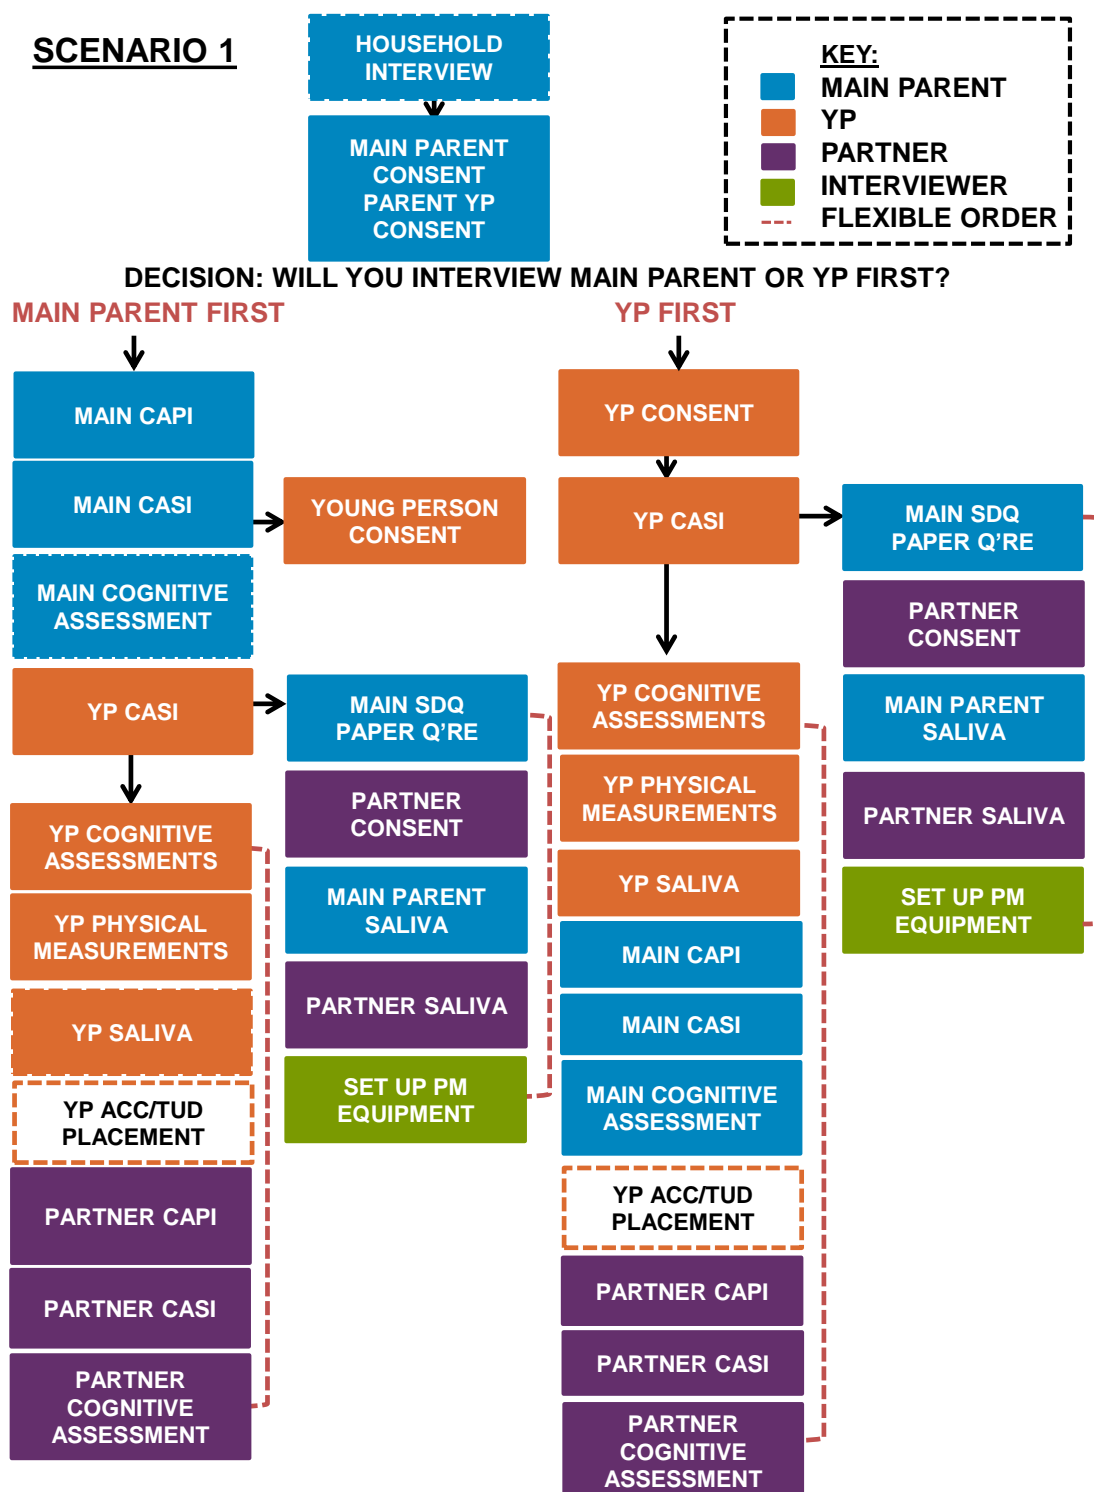 SCENARIO 1
HOUSEHOLD
INTERVIEW
MAIN PARENT
CONSENT
PARENT YP
CONSENT
KEY:
MAIN PARENT
YP
PARTNER
INTERVIEWER
FLEXIBLE ORDER
DECISION: WILL YOU INTERVIEW MAIN PARENT OR YP FIRST?
MAIN PARENT FIRST
MAIN CAPI
MAIN CASI
YOUNG PERSON
CONSENT
MAIN COGNITIVE
ASSESSMENT
YP CASI
MAIN SDQ
PAPER Q’RE
PARTNER
CONSENT
MAIN PARENT
SALIVA
PARTNER SALIVA
SET UP PM
EQUIPMENT
YP COGNITIVE
ASSESSMENTS
YP PHYSICAL
MEASUREMENTS
YP SALIVA
YP ACC/TUD
PLACEMENT
PARTNER CAPI
PARTNER CASI
PARTNER
COGNITIVE
ASSESSMENT
YP FIRST
YP CONSENT
YP CASI
MAIN SDQ
PAPER Q’RE
PARTNER
CONSENT
MAIN PARENT
SALIVA
PARTNER SALIVA
SET UP PM
EQUIPMENT
YP COGNITIVE
ASSESSMENTS
YP PHYSICAL
MEASUREMENTS
YP SALIVA
MAIN CAPI
MAIN CASI
MAIN COGNITIVE
ASSESSMENT
YP ACC/TUD
PLACEMENT
PARTNER CAPI
PARTNER CASI
PARTNER
COGNITIVE
ASSESSMENT